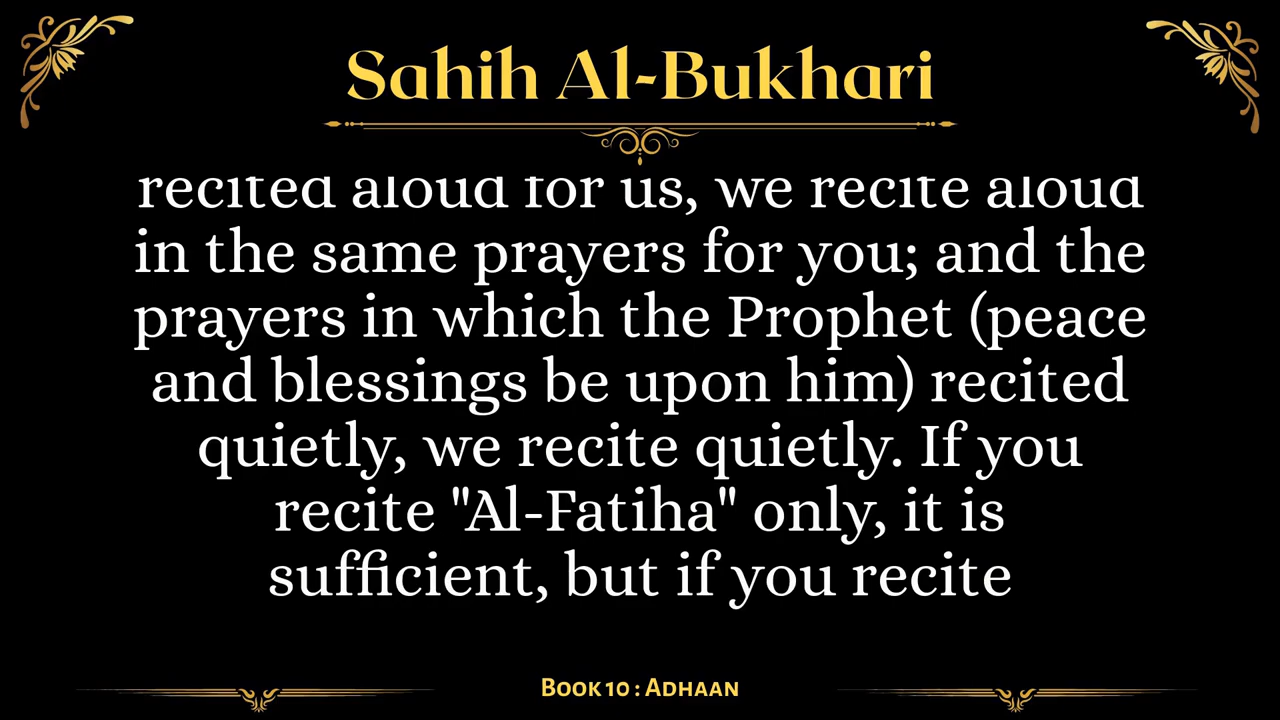 Sahih Al-Bukhari
recited aloud for us, we recite aloud
in the same prayers for you; and the
prayers in which the Prophet (peace
and blessings be upon him) recited
quietly, we recite quietly. If you
recite "Al-Fatiha" only, it is
sufficient, but if you recite
Book 10 : Adhaan